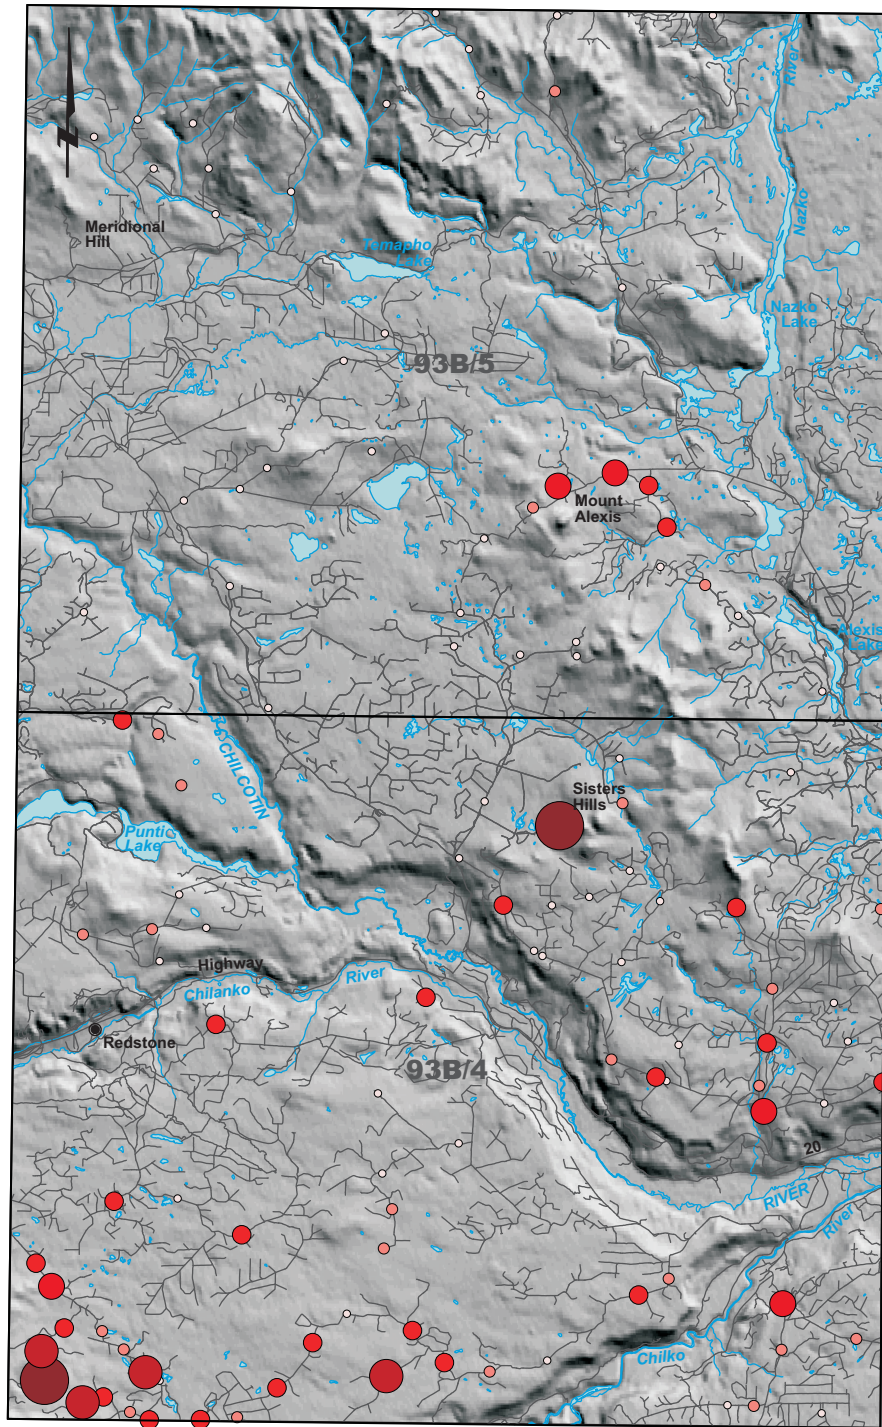 River
Meridional
Hill
Nazko
Temapho
Lake
Nazko
Lake
93B/5
Mount
Alexis
Alexis
Lake
CHILCOTIN
Sisters
Hills
Puntic
Lake
Highway
River
Chilanko
Redstone
93B/4
20
RIVER
River
Chilko